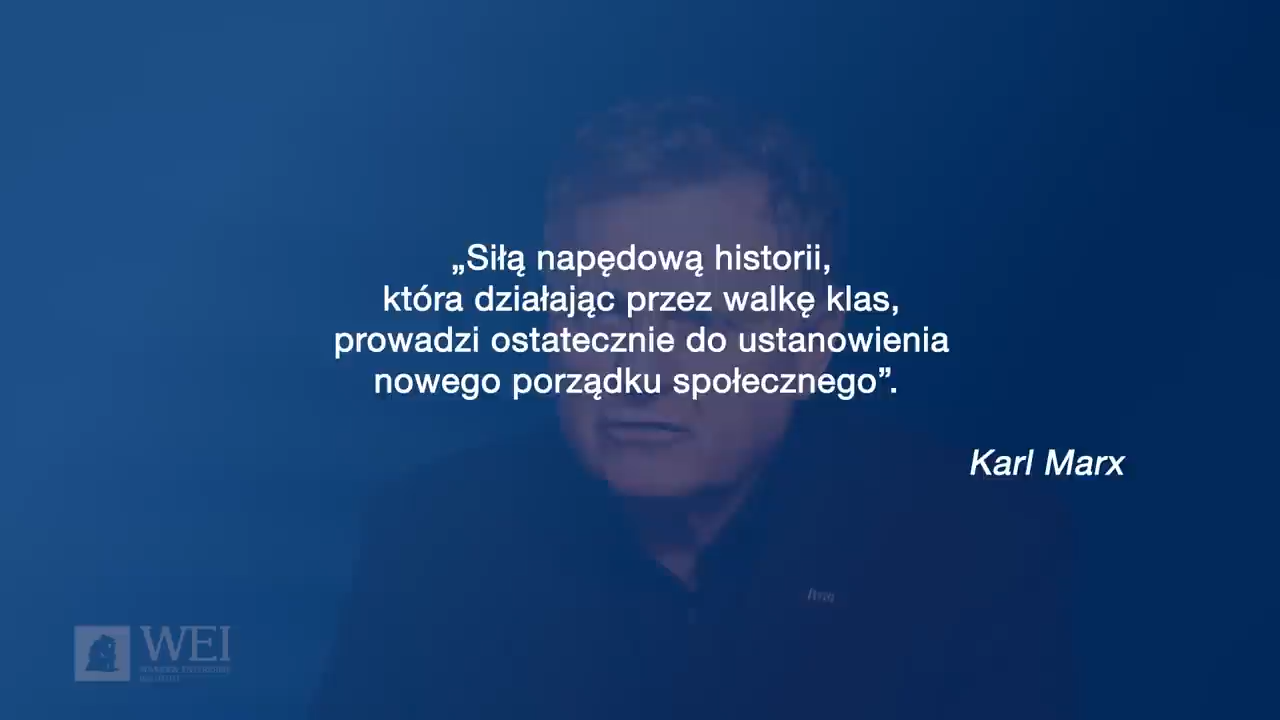 „Siłą napędową historii,
która działając przez walkę klas,
prowadzi ostatecznie do ustanowienia
nowego porządku społecznego”.
Karl Marx
WEI